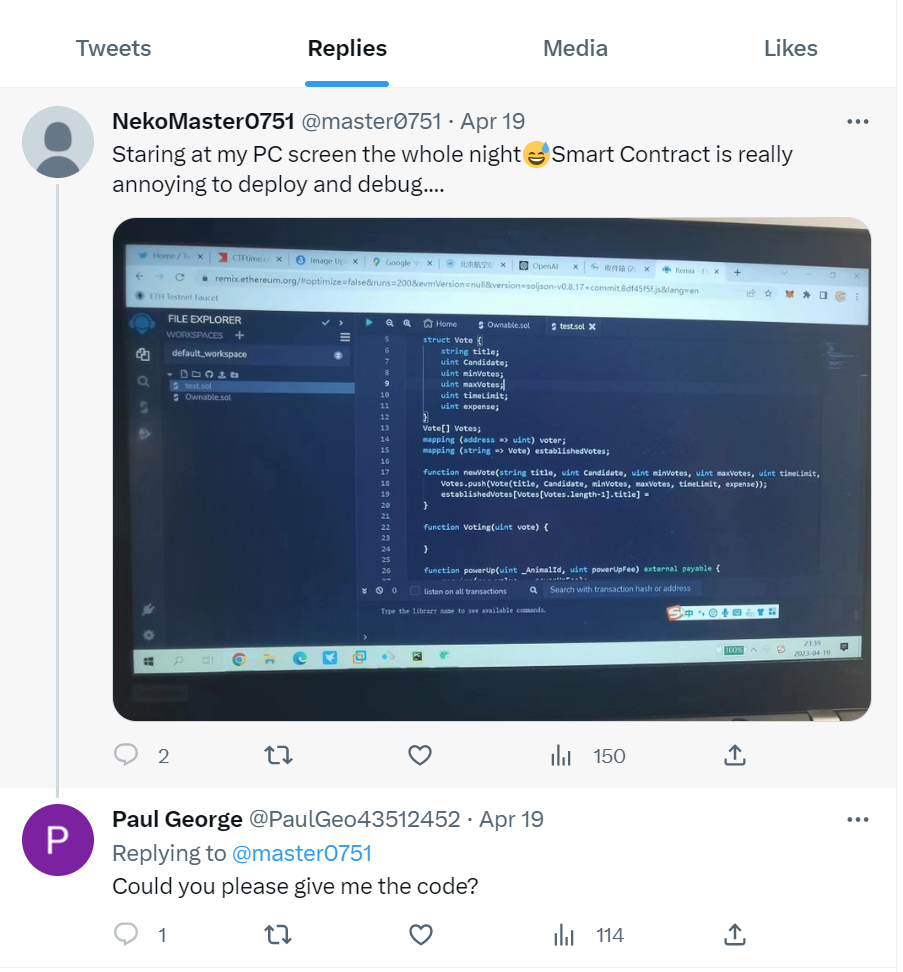 Tweets Replies Media Likes
NekoMaster0751 @master0751 · Apr 19
Staring at my PC screen the whole night😅Smart Contract is really
annoying to deploy and debug....
Home / Tw CTFtime.o Image Up Google 北京航空 OpenAI 收件箱 (2) Remix - E
remix.ethereum.org/#optimize=false&runs=200&evmVersion=null&version=soljson-v0.8.17+commit.8df45f5f.js&lang=en
ETH Testnet Faucet
FILE EXPLORER
WORKSPACES
default_workspace
test.sol
Ownable.sol
Home Ownable.sol test.sol
5 struct Vote {
6 string title;
7 uint Candidate;
8 uint minVotes;
9 uint maxVotes;
10 uint timeLimit;
11 uint expense;
12 }
13 Vote[] Votes;
14 mapping (address => uint) voter;
15 mapping (string => Vote) establishedVotes;
16
17 function newVote(string title, uint Candidate, uint minVotes, uint maxVotes, uint timeLimit,
18 Votes.push(Vote(title, Candidate, minVotes, maxVotes, timeLimit, expense));
19 establishedVotes[Votes[Votes.length-1].title] =
20 }
21
22 function Voting(uint vote) {
23
24 }
25
26 function powerUp(uint _AnimalId, uint powerUpFee) external payable {
0 listen on all transactions Search with transaction hash or address
Type the library name to see available commands.
>
S 中
100% 23:39
2023-04-19
2 150
P
Paul George @PaulGeo43512452 · Apr 19
Replying to @master0751
Could you please give me the code?
1 114